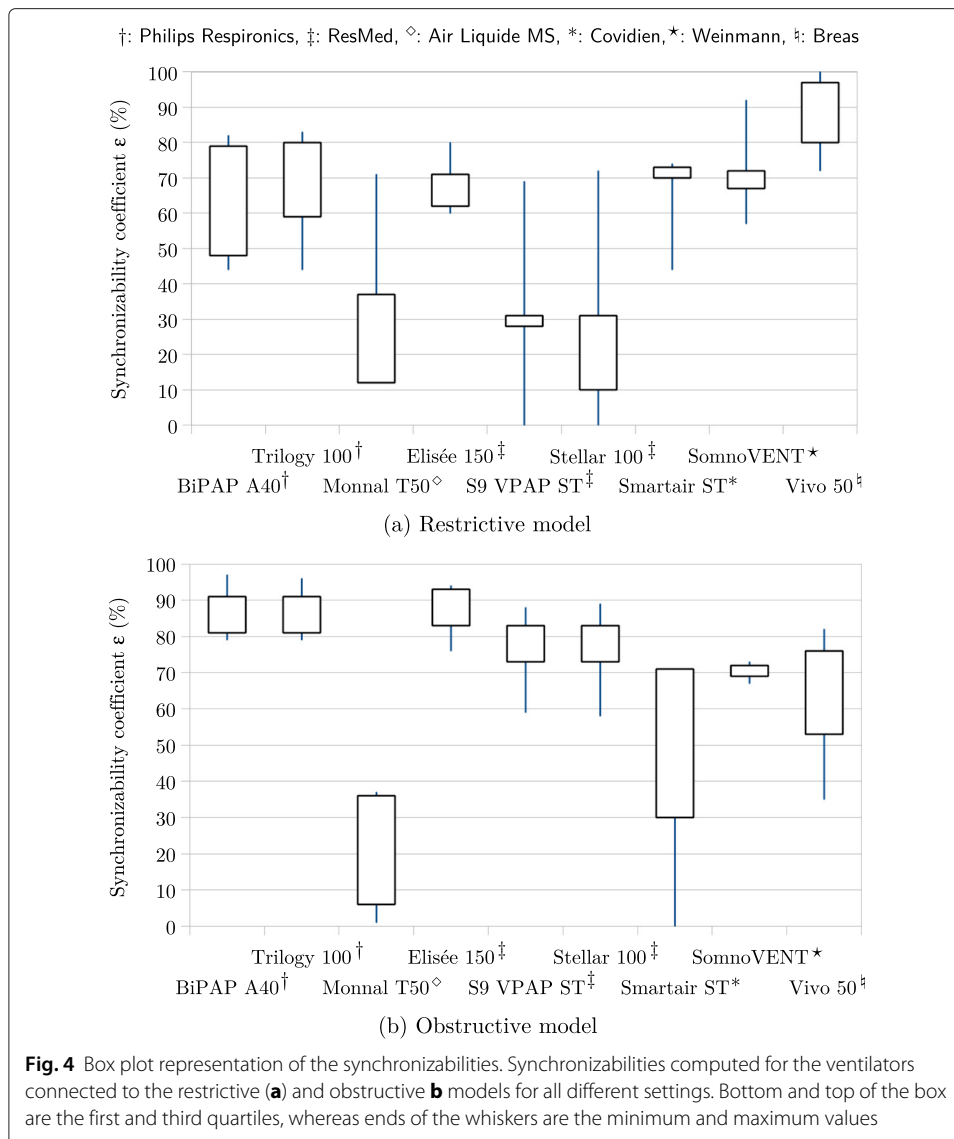 †: Philips Respironics, ‡: ResMed, ◇: Air Liquide MS, *: Covidien,★: Weinmann, ♮: Breas
Synchronizability coefficient ε (%)
100
90
80
70
60
50
40
30
20
10
0
Trilogy 100† Elisée 150‡ Stellar 100‡ SomnoVENT★
BiPAP A40† Monnal T50◇ S9 VPAP ST‡ Smartair ST* Vivo 50♮
(a) Restrictive model
Synchronizability coefficient ε (%)
100
90
80
70
60
50
40
30
20
10
0
Trilogy 100† Elisée 150‡ Stellar 100‡ SomnoVENT★
BiPAP A40† Monnal T50◇ S9 VPAP ST‡ Smartair ST* Vivo 50♮
(b) Obstructive model
Fig. 4 Box plot representation of the synchronizabilities. Synchronizabilities computed for the ventilators
connected to the restrictive (a) and obstructive b models for all different settings. Bottom and top of the box
are the first and third quartiles, whereas ends of the whiskers are the minimum and maximum values